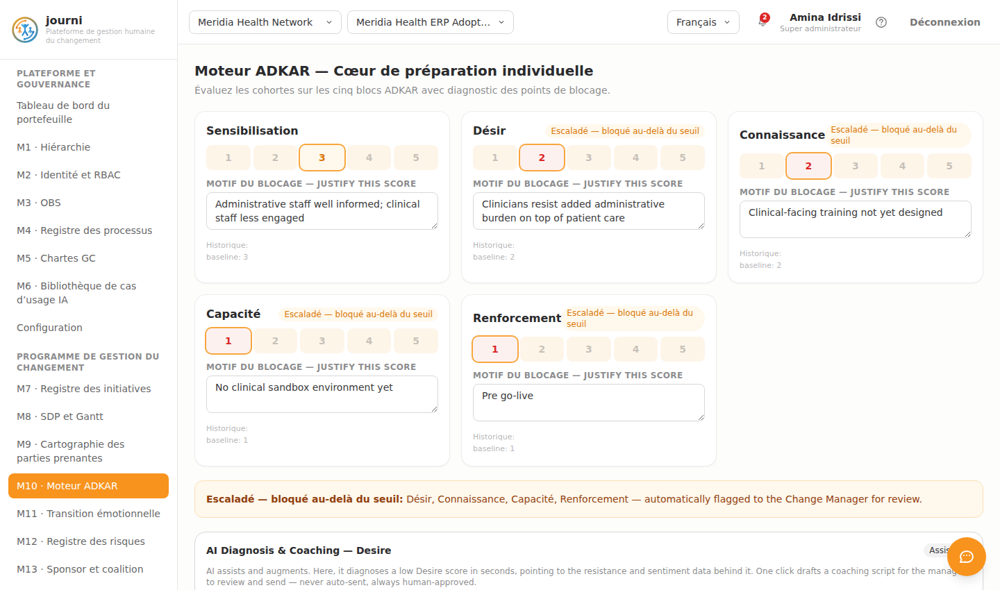 journi
Plateforme de gestion humaine
du changement
Meridia Health Network
Meridia Health ERP Adopt...
Français
2
Amina Idrissi
Super administrateur
Déconnexion
PLATEFORME ET
GOUVERNANCE
Tableau de bord du
portefeuille
M1 · Hiérarchie
M2 · Identité et RBAC
M3 · OBS
M4 · Registre des processus
M5 · Chartes GC
M6 · Bibliothèque de cas
d’usage IA
Configuration
PROGRAMME DE GESTION DU
CHANGEMENT
M7 · Registre des initiatives
M8 · SDP et Gantt
M9 · Cartographie des
parties prenantes
M10 · Moteur ADKAR
M11 · Transition émotionnelle
M12 · Registre des risques
M13 · Sponsor et coalition
Moteur ADKAR — Cœur de préparation individuelle
Évaluez les cohortes sur les cinq blocs ADKAR avec diagnostic des points de blocage.
Sensibilisation
1 2 3 4 5
MOTIF DU BLOCAGE — JUSTIFY THIS SCORE
Administrative staff well informed; clinical
staff less engaged
Historique:
baseline: 3
Désir
Escaladé — bloqué au-delà du seuil
1 2 3 4 5
MOTIF DU BLOCAGE — JUSTIFY THIS SCORE
Clinicians resist added administrative
burden on top of patient care
Historique:
baseline: 2
Connaissance
Escaladé — bloqué au-delà du
seuil
1 2 3 4 5
MOTIF DU BLOCAGE — JUSTIFY THIS SCORE
Clinical-facing training not yet designed
Historique:
baseline: 2
Capacité
Escaladé — bloqué au-delà du seuil
1 2 3 4 5
MOTIF DU BLOCAGE — JUSTIFY THIS SCORE
No clinical sandbox environment yet
Historique:
baseline: 1
Renforcement
Escaladé — bloqué au-delà du
seuil
1 2 3 4 5
MOTIF DU BLOCAGE — JUSTIFY THIS SCORE
Pre go-live
Historique:
baseline: 1
Escaladé — bloqué au-delà du seuil: Désir, Connaissance, Capacité, Renforcement — automatically flagged to the Change Manager for review.
AI Diagnosis & Coaching — Desire
AI assists and augments. Here, it diagnoses a low Desire score in seconds, pointing to the resistance and sentiment data behind it. One click drafts a coaching script for the
to review and send — never auto-sent, always human-approved.